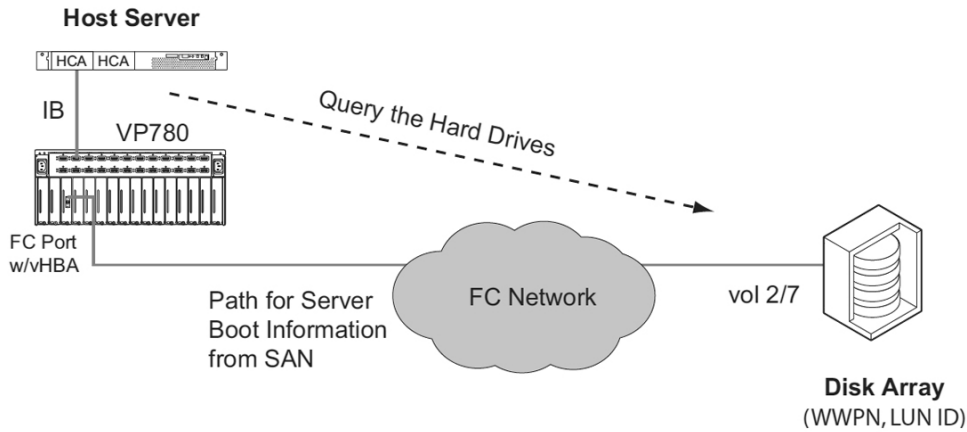 Host Server
HCA HCA
IB
VP780
Query the Hard Drives
FC Port
w/vHBA
Path for Server
Boot Information
from SAN
FC Network
vol 2/7
Disk Array
(WWPN, LUN ID)